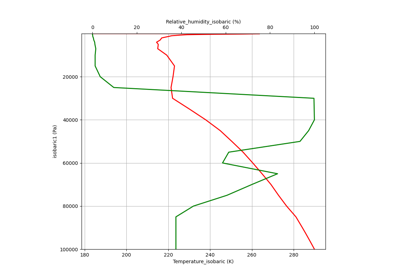 Relative_humidity_isobaric (%)
0 20 40 60 80 100
20000
40000
60000
80000
100000
isobaric1 (Pa)
180 200 220 240 260 280
Temperature_isobaric (K)